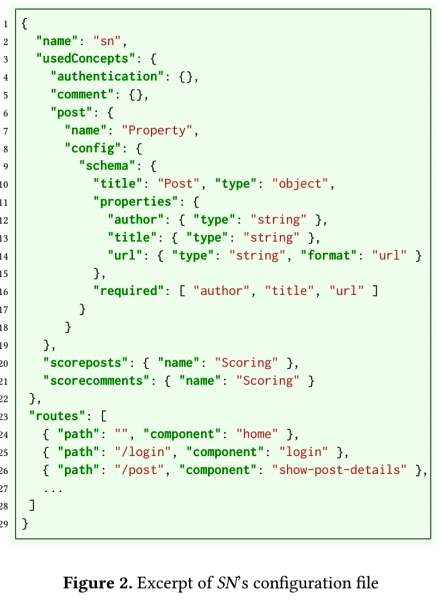 1 {
2 "name": "sn",
3 "usedConcepts": {
4 "authentication": {},
5 "comment": {},
6 "post": {
7 "name": "Property",
8 "config": {
9 "schema": {
10 "title": "Post", "type": "object",
11 "properties": {
12 "author": { "type": "string" },
13 "title": { "type": "string" },
14 "url": { "type": "string", "format": "url" }
15 },
16 "required": [ "author", "title", "url" ]
17 }
18 }
19 },
20 "scoreposts": { "name": "Scoring" },
21 "scorecomments": { "name": "Scoring" }
22 },
23 "routes": [
24 { "path": "", "component": "home" },
25 { "path": "/login", "component": "login" },
26 { "path": "/post", "component": "show-post-details" },
27 ...
28 ]
29 }
Figure 2. Excerpt of SN's configuration file